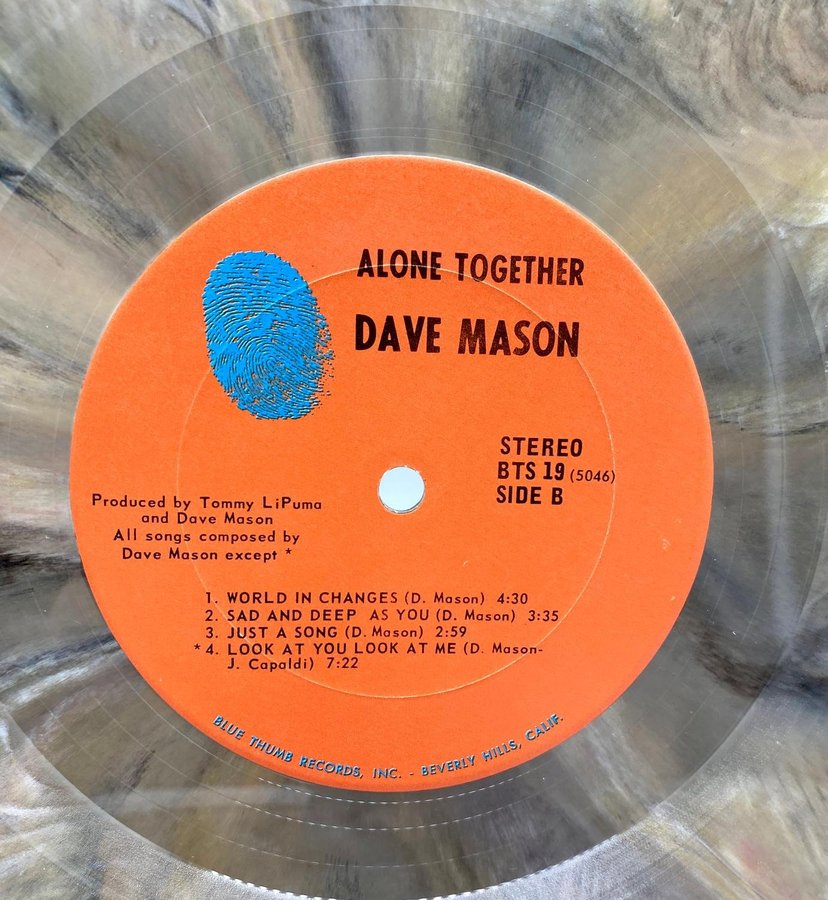 ALONE TOGETHER
DAVE MASON
STEREO
BTS 19 (5046)
SIDE B
Produced by Tommy LiPuma
and Dave Mason
All songs composed by
Dave Mason except *
1. WORLD IN CHANGES (D. Mason) 4:30
2. SAD AND DEEP AS YOU (D. Mason) 3:35
3. JUST A SONG (D. Mason) 2:59
*4. LOOK AT YOU LOOK AT ME (D. Mason-
J. Capaldi) 7:22
BLUE THUMB RECORDS, INC. - BEVERLY HILLS, CALIF.